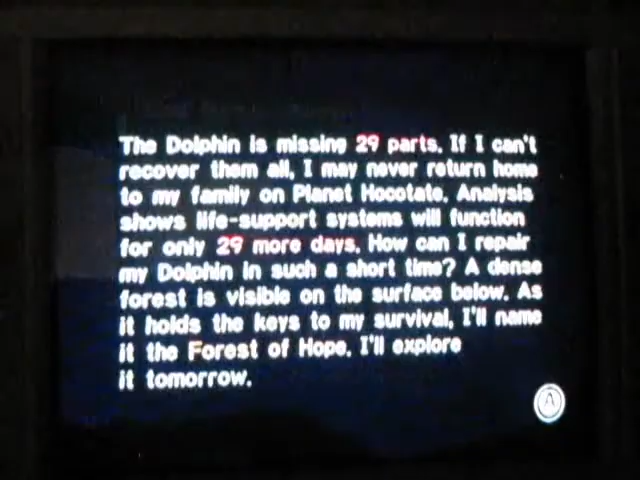 The Dolphin is missing 29 parts. If I can't
recover them all, I may never return home
to my family on Planet Hocotate. Analysis
shows life-support systems will function
for only 29 more days. How can I repair
my Dolphin in such a short time? A dense
forest is visible on the surface below. As
it holds the keys to my survival, I'll name
it the Forest of Hope. I'll explore
it tomorrow.
A